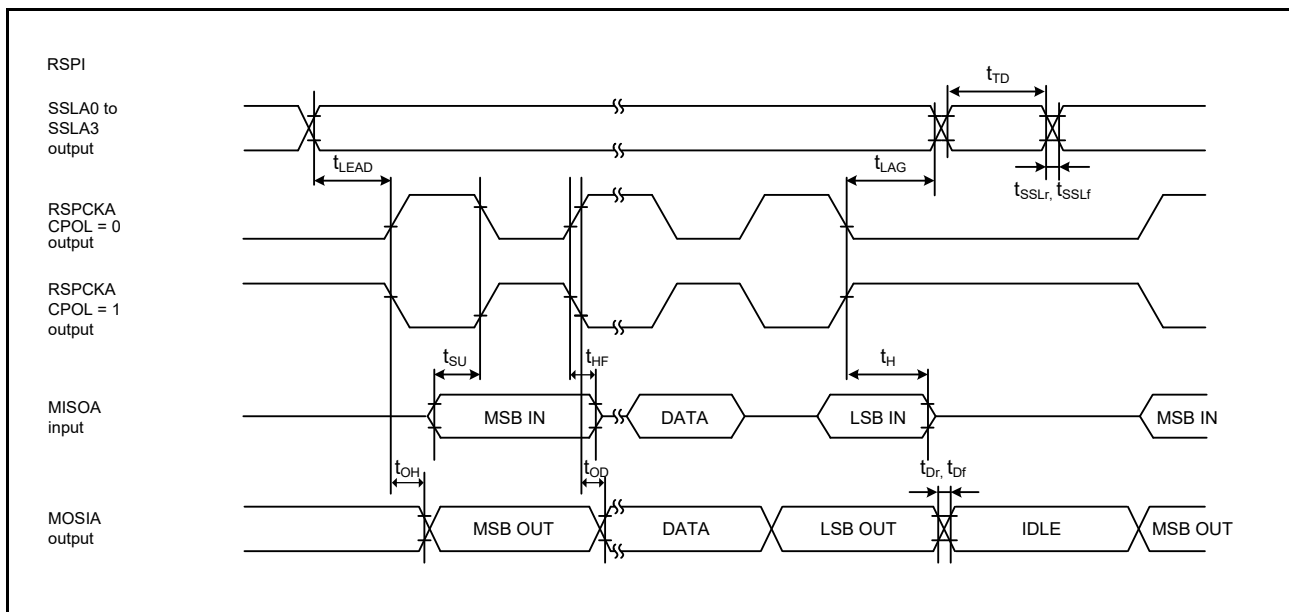 RSPI
SSLA0 to
SSLA3
output
tTD
tLEAD
tLAG
tSSLr, tSSLf
RSPCKA
CPOL = 0
output
RSPCKA
CPOL = 1
output
tSU
tHF
tH
MISOA
input
MSB IN
DATA
LSB IN
MSB IN
tOH
tOD
tDr, tDf
MOSIA
output
MSB OUT
DATA
LSB OUT
IDLE
MSB OUT